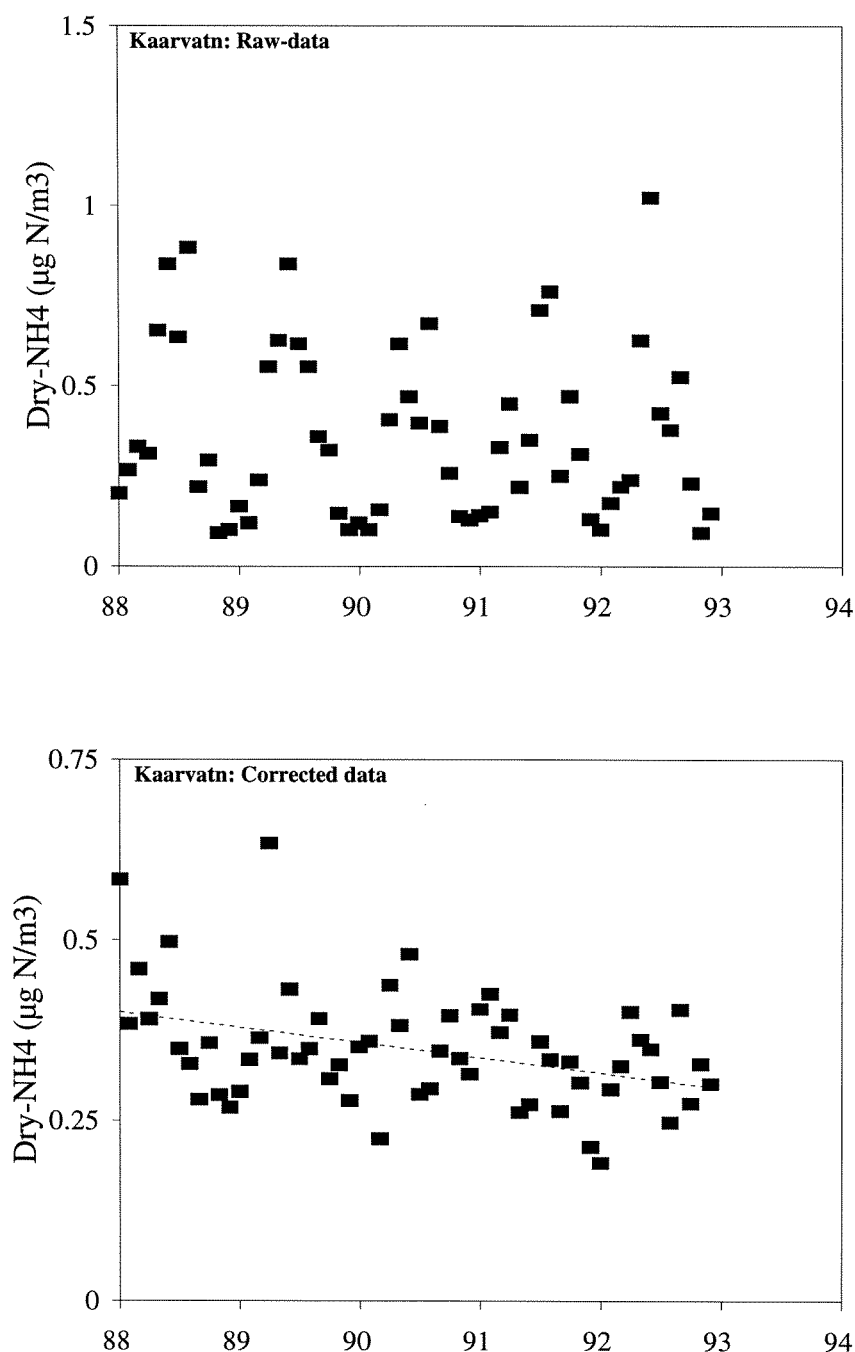 1.5
Kaarvatn: Raw-data
1
0.5
0
Dry-NH4 (µg N/m3)
88 89 90 91 92 93 94
0.75
Kaarvatn: Corrected data
0.5
0.25
0
Dry-NH4 (µg N/m3)
88 89 90 91 92 93 94